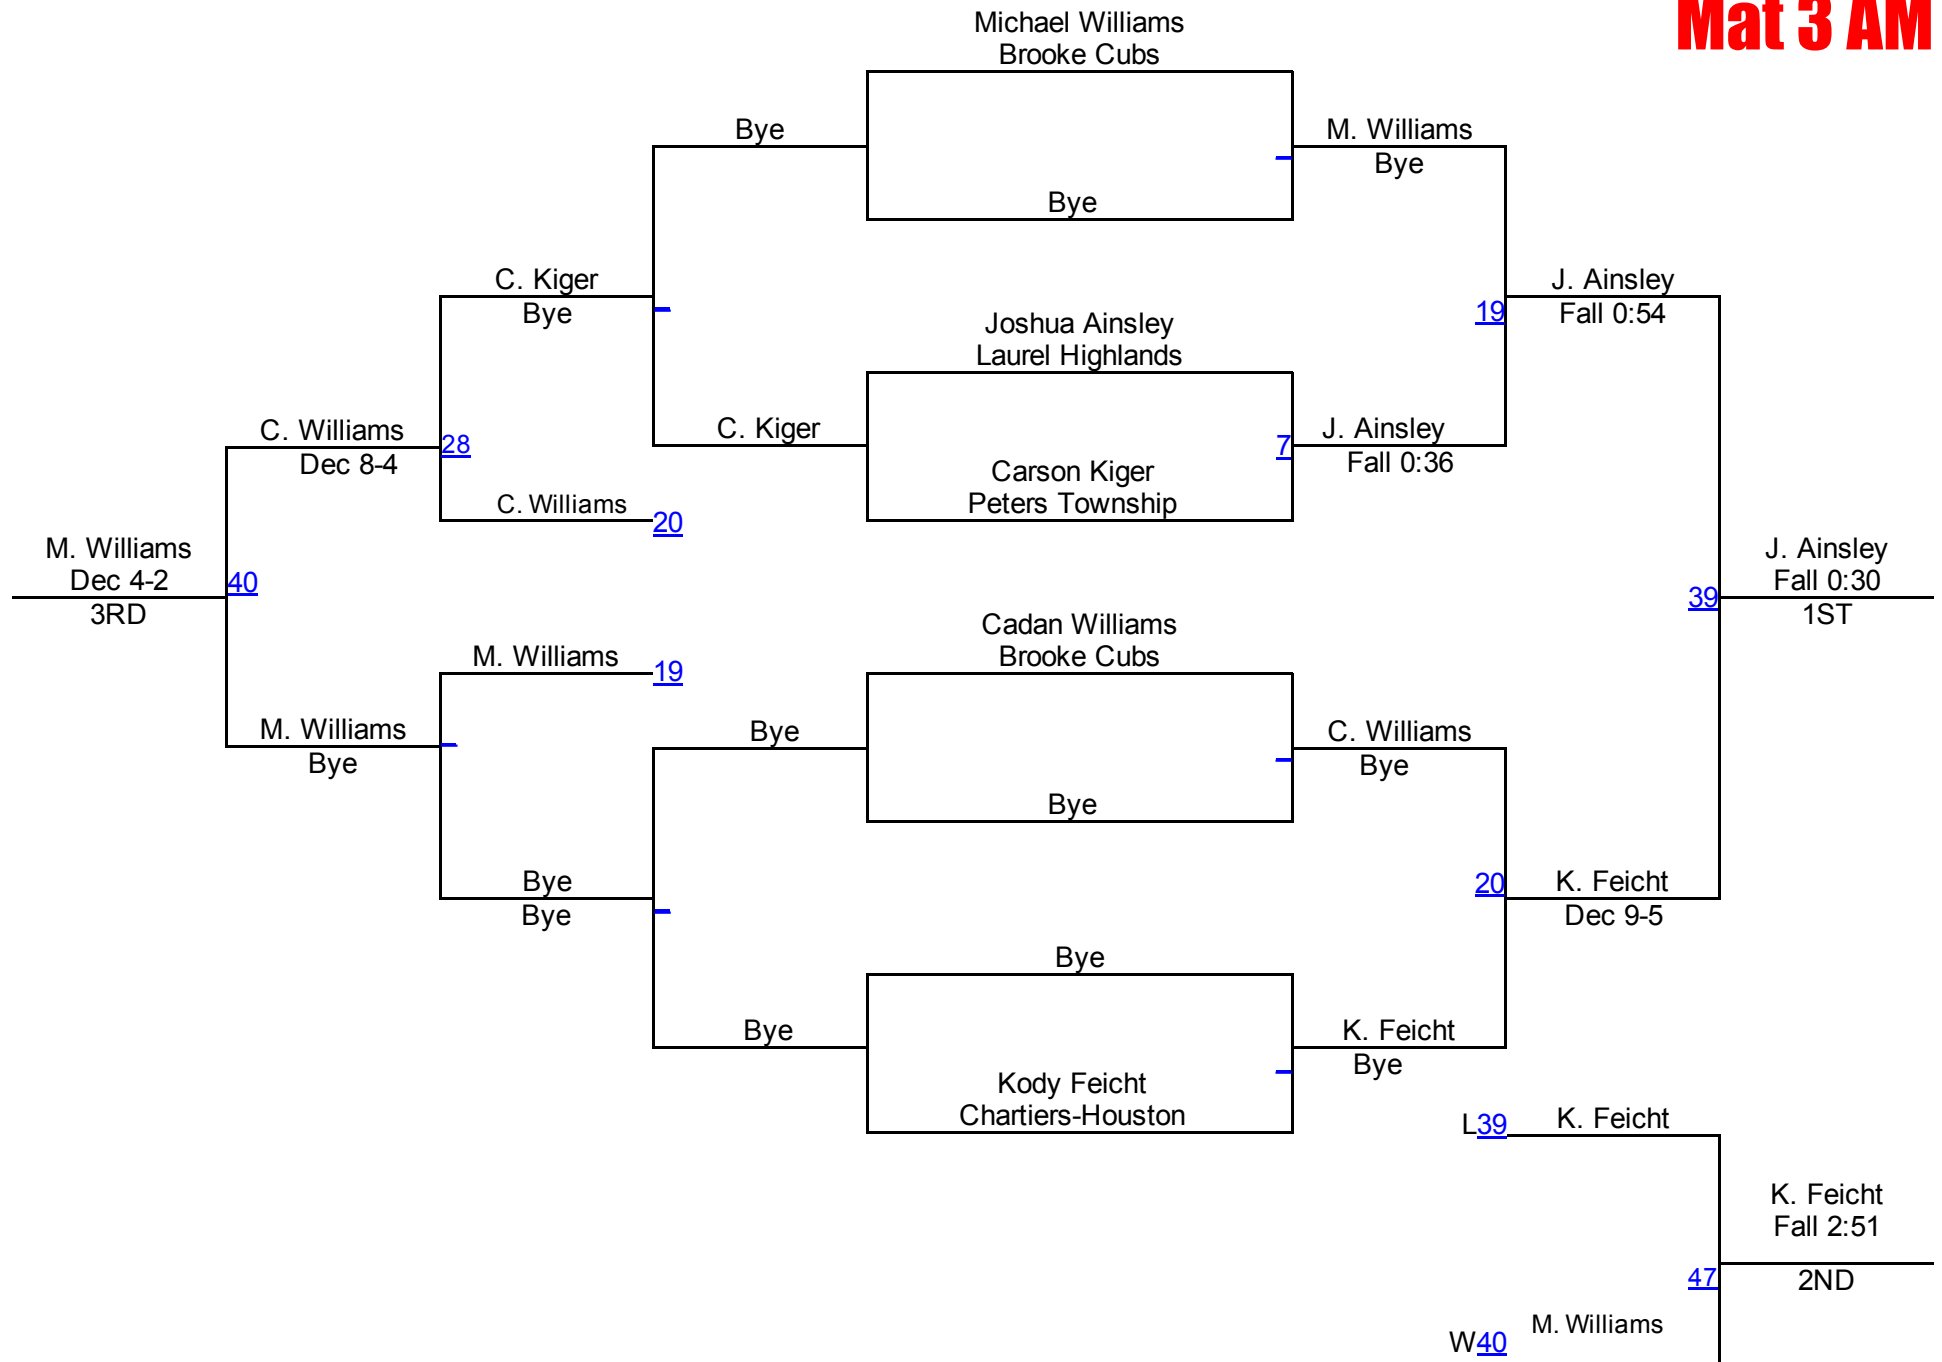 Mat 3 AM
Michael Williams
Brooke Cubs
Bye
M. Williams
Bye
Bye
C. Kiger
Bye
J. Ainsley
Fall 0:54
19
Joshua Ainsley
Laurel Highlands
C. Williams
Dec 8-4
28
C. Kiger
7
J. Ainsley
Fall 0:36
Carson Kiger
Peters Township
C. Williams
20
M. Williams
Dec 4-2
3RD
40
39
J. Ainsley
Fall 0:30
1ST
Cadan Williams
Brooke Cubs
M. Williams
19
M. Williams
Bye
Bye
C. Williams
Bye
Bye
Bye
Bye
20
K. Feicht
Dec 9-5
Bye
Bye
K. Feicht
Bye
Kody Feicht
Chartiers-Houston
L39
K. Feicht
K. Feicht
Fall 2:51
47
2ND
W40
M. Williams